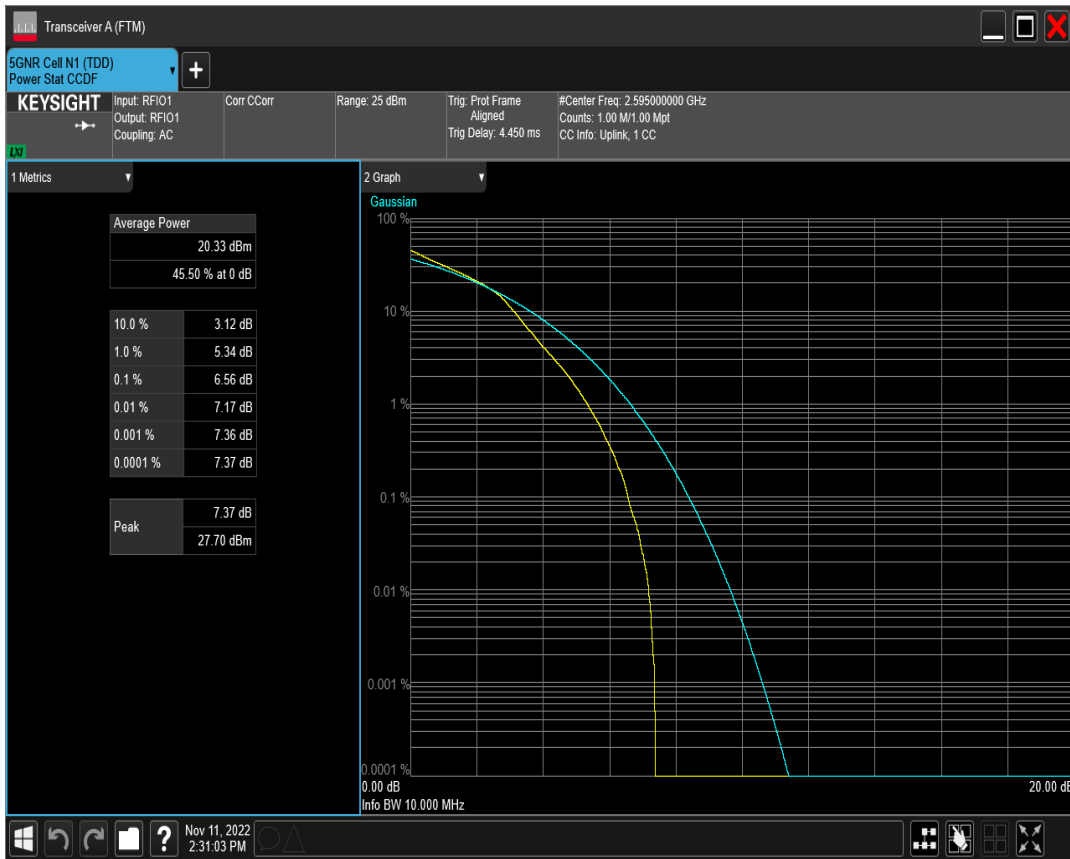 Transceiver A (FTM)
5GNR Cell N1 (TDD)
Power Stat CCDF
KEYSIGHT
LXI
Input: RFIO1
Output: RFIO1
Coupling: AC
Corr CCorr
Range: 25 dBm
Trig: Prot Frame
Aligned
Trig Delay: 4.450 ms
#Center Freq: 2.595000000 GHz
Counts: 1.00 M/1.00 Mpt
CC Info: Uplink, 1 CC
1 Metrics
Average Power
20.33 dBm
45.50 % at 0 dB
10.0 % 3.12 dB
1.0 % 5.34 dB
0.1 % 6.56 dB
0.01 % 7.17 dB
0.001 % 7.36 dB
0.0001 % 7.37 dB
Peak
7.37 dB
27.70 dBm
2 Graph
Gaussian
100 %
10 %
1 %
0.1 %
0.01 %
0.001 %
0.0001 %
0.00 dB 20.00 dB
Info BW 10.000 MHz
Nov 11, 2022
2:31:03 PM